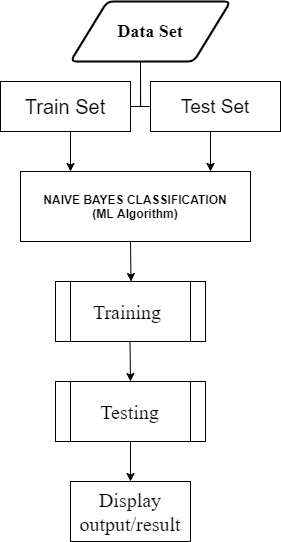 Data Set
Train Set
Test Set
NAIVE BAYES CLASSIFICATION
(ML Algorithm)
Training
Testing
Display
output/result